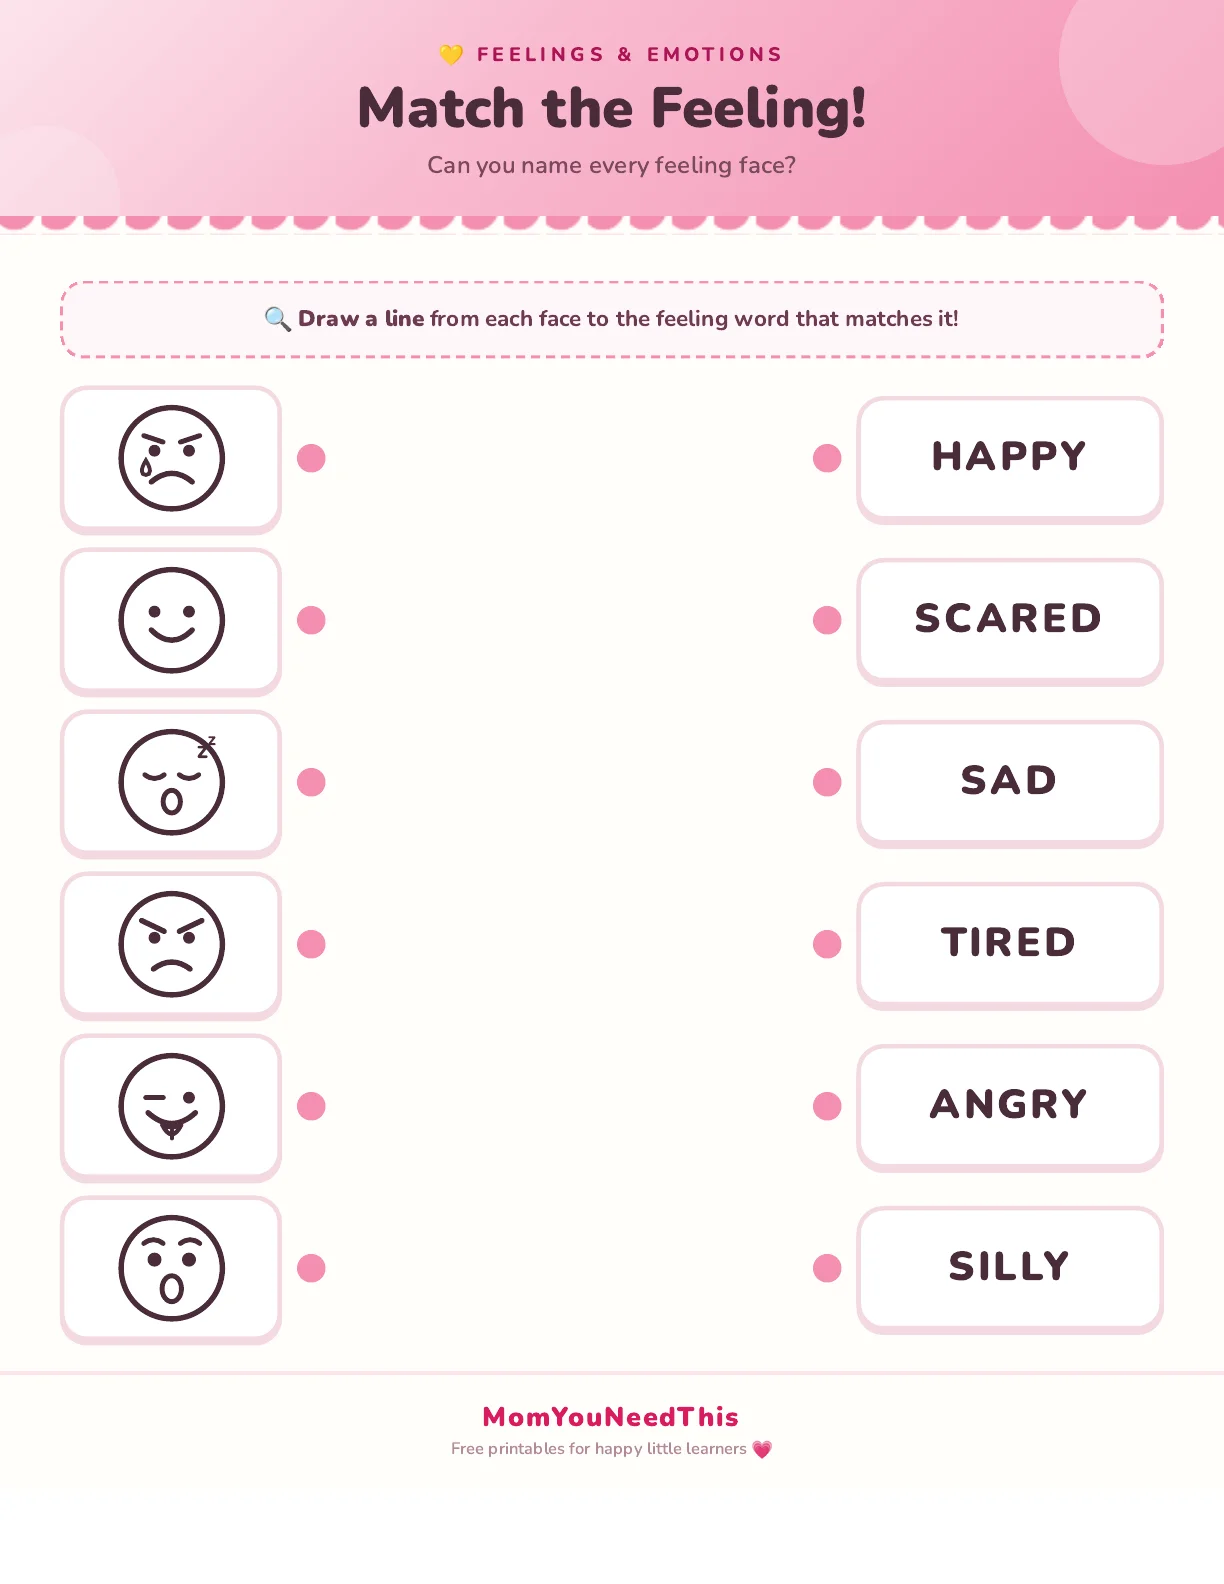 💛 FEELINGS & EMOTIONS
Match the Feeling!
Can you name every feeling face?
🔍 Draw a line from each face to the feeling word that matches it!
HAPPY
SCARED
z z
SAD
TIRED
ANGRY
SILLY
MomYouNeedThis
Free printables for happy little learners 💗